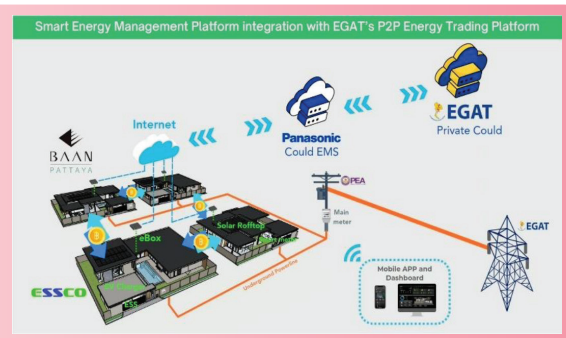 Smart Energy Management Platform integration with EGAT's P2P Energy Trading Platform
EGAT
Private Could
Internet
Panasonic
Could EMS
BAAN
PATTAYA
PEA
Main
meter
Solar Rofttop
eBox
EGAT
Mobile APP and
Dashboard
Underground Powerline
ESSCO
ESS